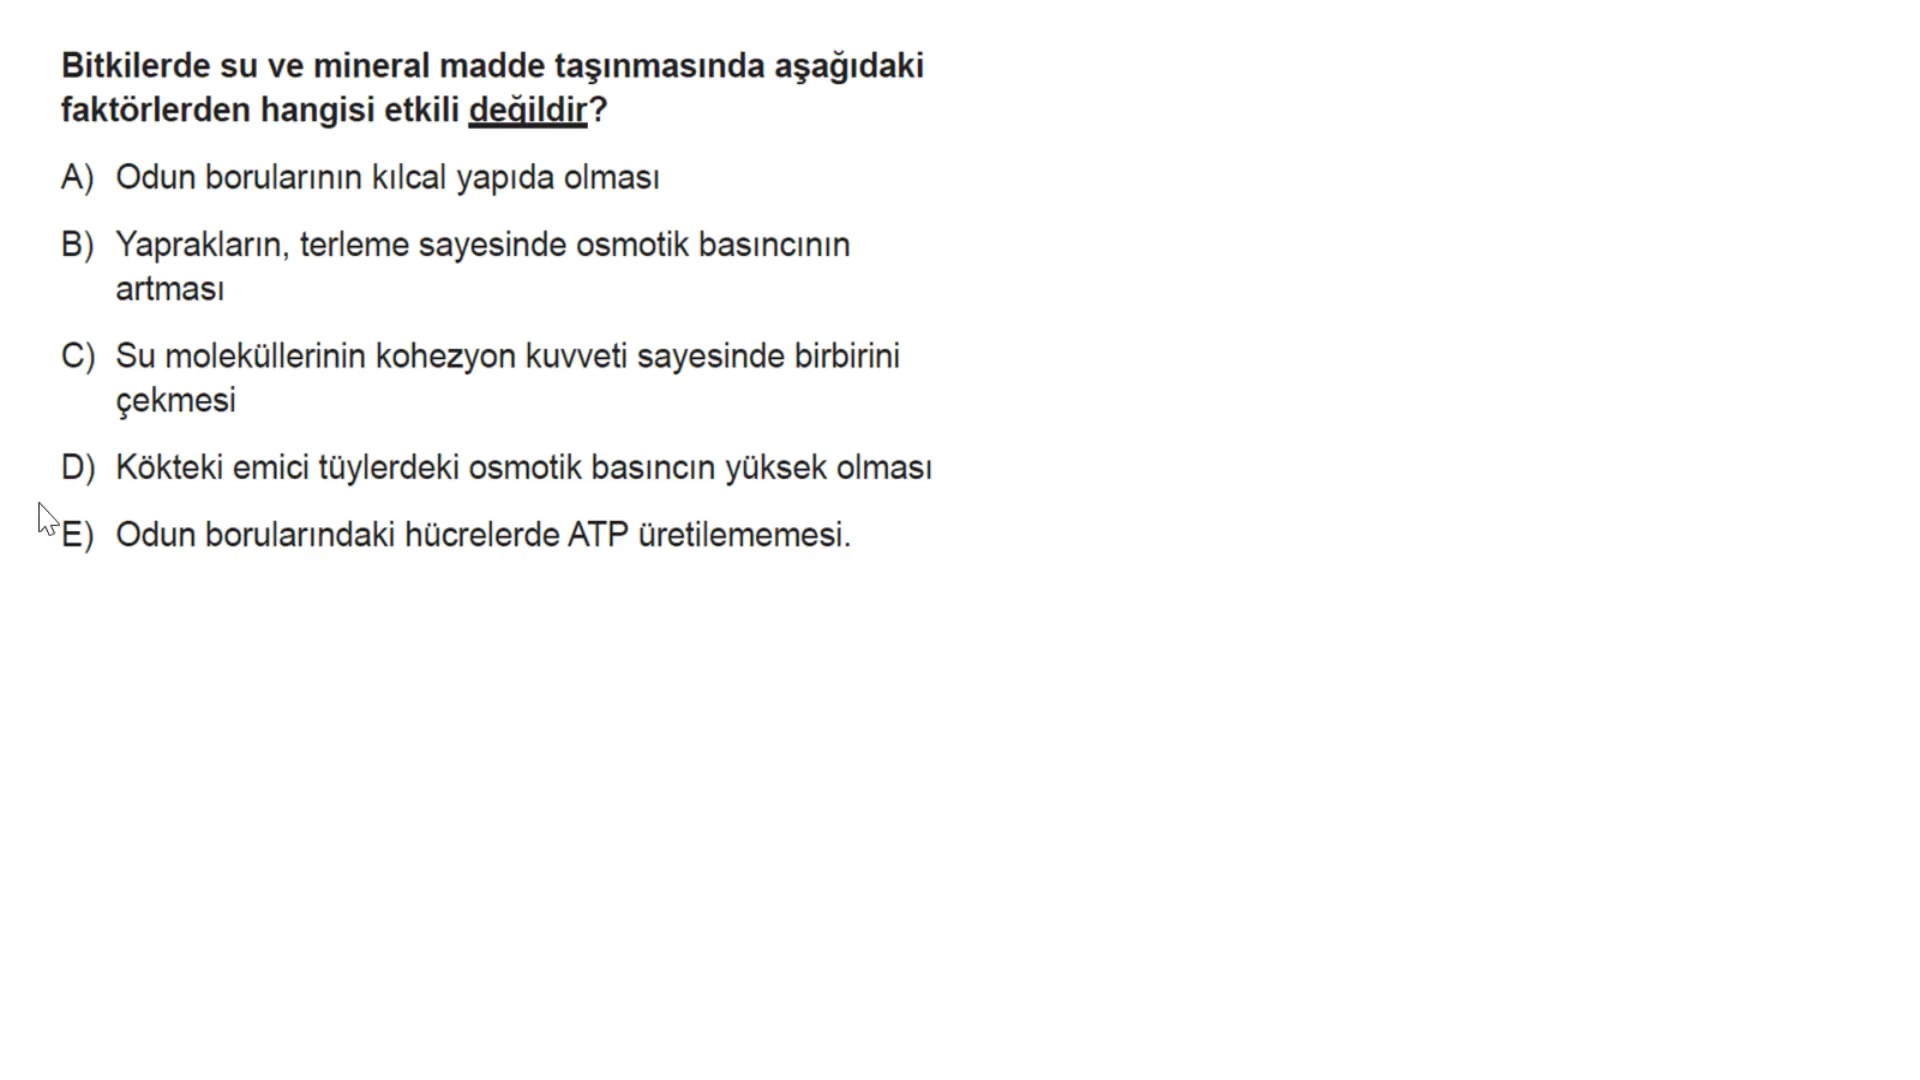 Bitkilerde su ve mineral madde taşınmasında aşağıdaki
faktörlerden hangisi etkili değildir?
A) Odun borularının kılcal yapıda olması
B) Yaprakların, terleme sayesinde osmotik basıncının
artması
C) Su moleküllerinin kohezyon kuvveti sayesinde birbirini
çekmesi
D) Kökteki emici tüylerdeki osmotik basıncın yüksek olması
E) Odun borularındaki hücrelerde ATP üretilememesi.